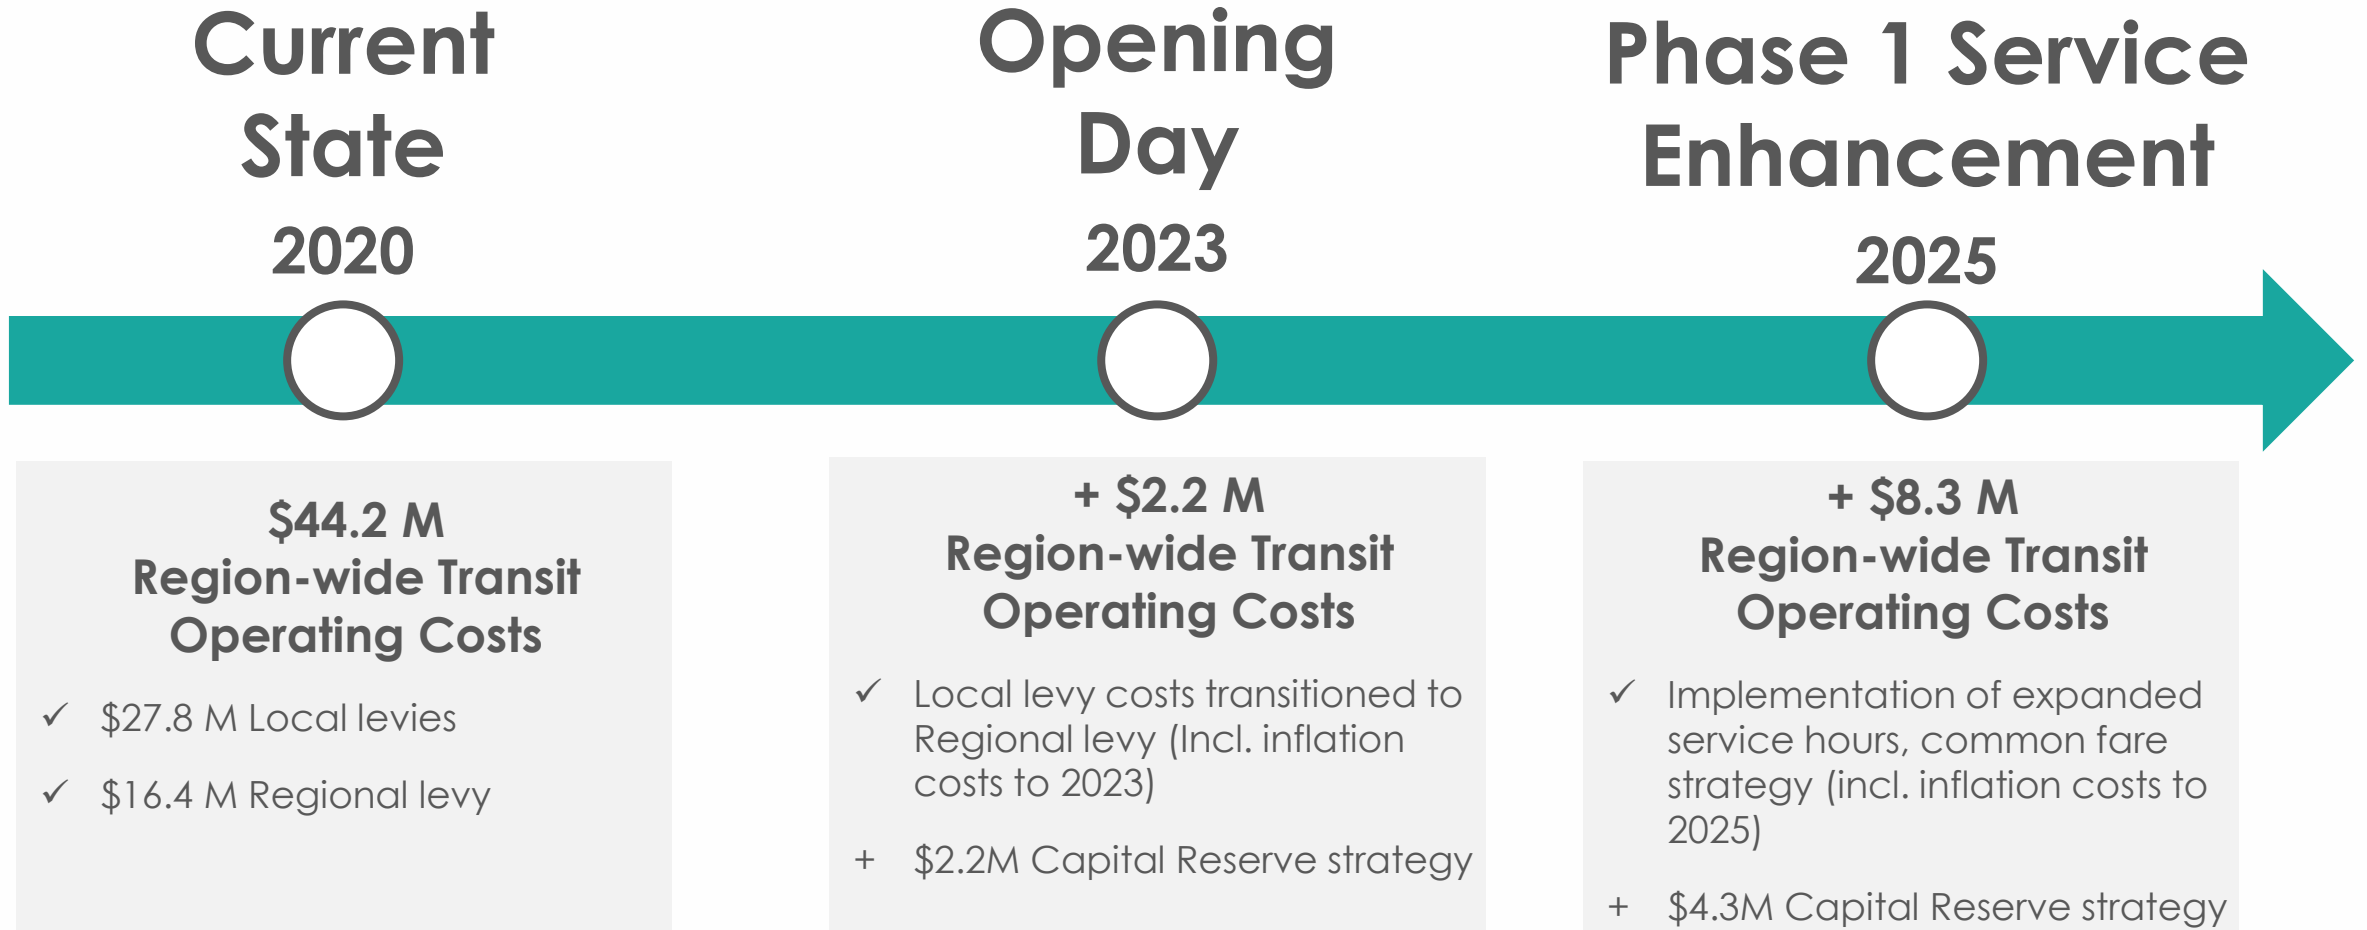 Current
State
2020
Opening
Day
2023
Phase 1 Service
Enhancement
2025
$44.2 M
Region-wide Transit
Operating Costs
✓ $27.8 M Local levies
✓ $16.4 M Regional levy
+ $2.2 M
Region-wide Transit
Operating Costs
✓ Local levy costs transitioned to
Regional levy (Incl. inflation
costs to 2023)
+ $2.2M Capital Reserve strategy
+ $8.3 M
Region-wide Transit
Operating Costs
✓ Implementation of expanded
service hours, common fare
strategy (incl. inflation costs to
2025)
+ $4.3M Capital Reserve strategy